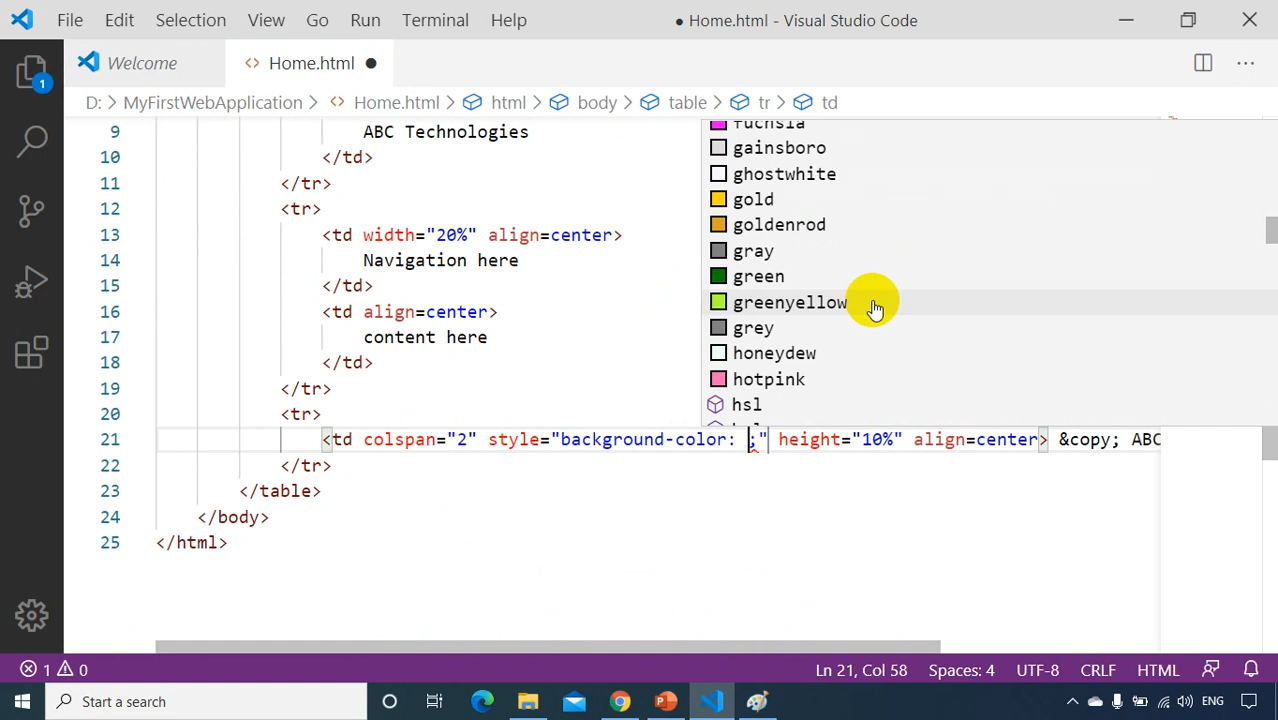 File Edit Selection View Go Run Terminal Help ● Home.html - Visual Studio Code
Welcome <> Home.html ●
D: > MyFirstWebApplication > <> Home.html > html > body > table > tr > td
1
9 ABC Technologies
10 </td>
11 </tr>
12 <tr>
13 <td width="20%" align=center>
14 Navigation here
15 </td>
16 <td align=center>
17 content here
18 </td>
19 </tr>
20 <tr>
21 <td colspan="2" style="background-color: ;" height="10%" align=center> &copy; ABC
22 </tr>
23 </table>
24 </body>
25 </html>
fuchsia
gainsboro
ghostwhite
gold
goldenrod
gray
green
greenyellow
grey
honeydew
hotpink
hsl
1 0 Ln 21, Col 58 Spaces: 4 UTF-8 CRLF HTML
Start a search ENG